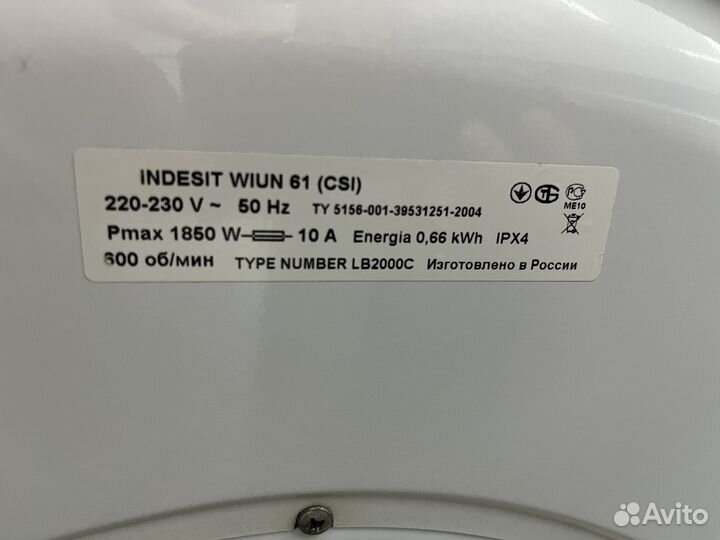 INDESIT WIUN 61 (CSI)
220-230 V ~ 50 Hz ТУ 5156-001-39531251-2004
Pmax 1850 W 10 A Energia 0,66 kWh IPX4
600 об/мин TYPE NUMBER LB2000C Изготовлено в России
ME10
Avito